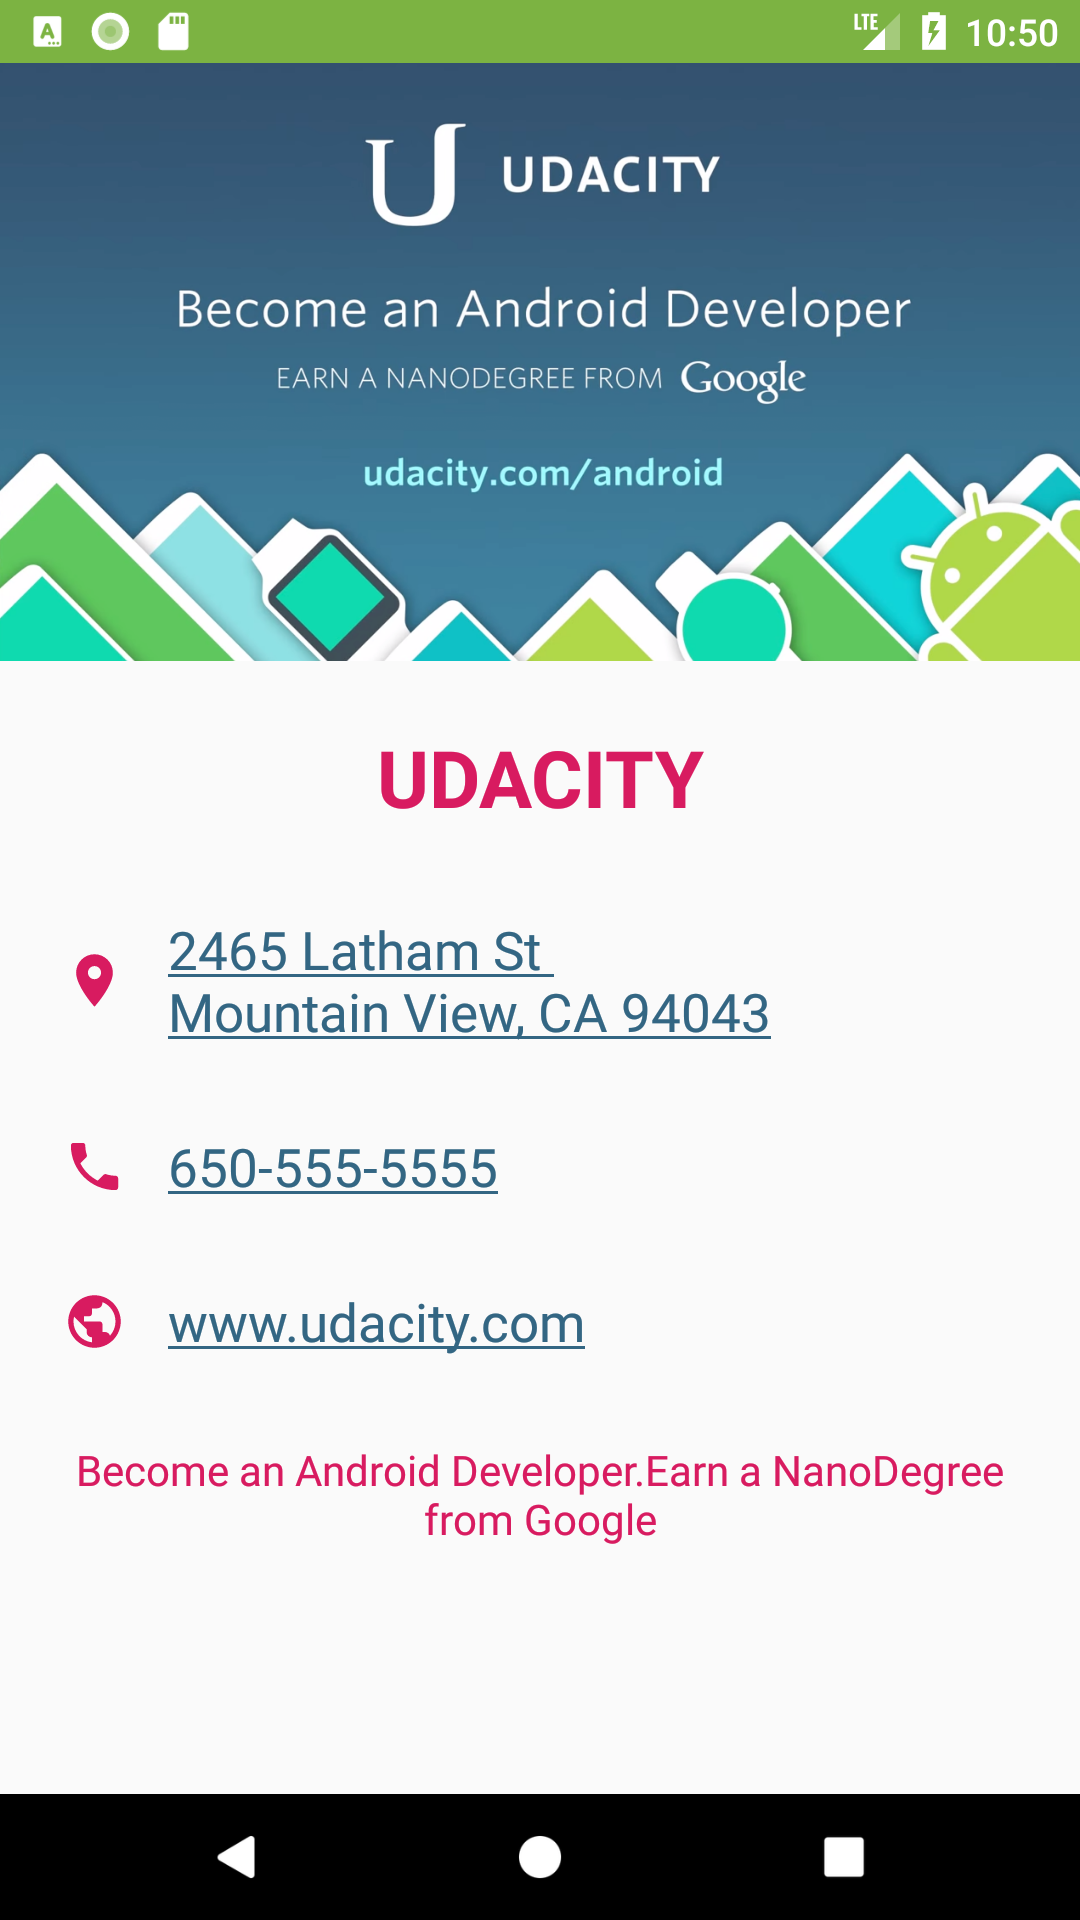 LTE 10:50
U UDACITY
Become an Android Developer
EARN A NANODEGREE FROM Google
udacity.com/android
UDACITY
2465 Latham St
Mountain View, CA 94043
650-555-5555
www.udacity.com
Become an Android Developer.Earn a NanoDegree
from Google